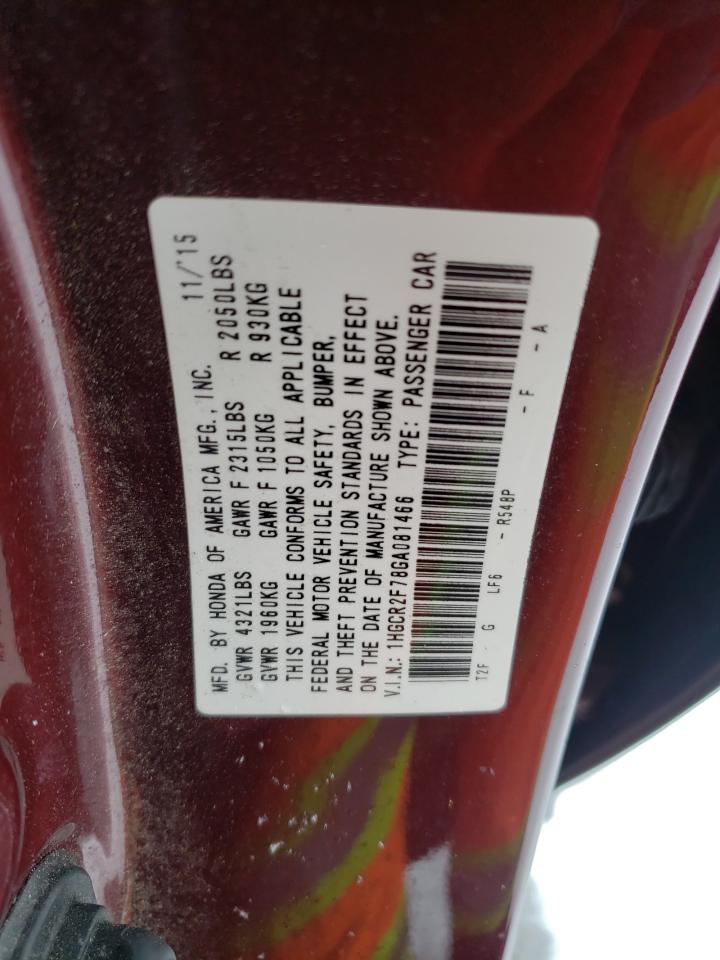 MFD. BY HONDA OF AMERICA MFG., INC. 11/'15
GVWR 4321LBS GAWR F 2315LBS R 2050LBS
GVWR 1960KG GAWR F 1050KG R 930KG
THIS VEHICLE CONFORMS TO ALL APPLICABLE
FEDERAL MOTOR VEHICLE SAFETY, BUMPER,
AND THEFT PREVENTION STANDARDS IN EFFECT
ON THE DATE OF MANUFACTURE SHOWN ABOVE.
V.I.N.: 1HGCR2F78GA081466 TYPE: PASSENGER CAR
T2F G LF6 - R548P - F - A